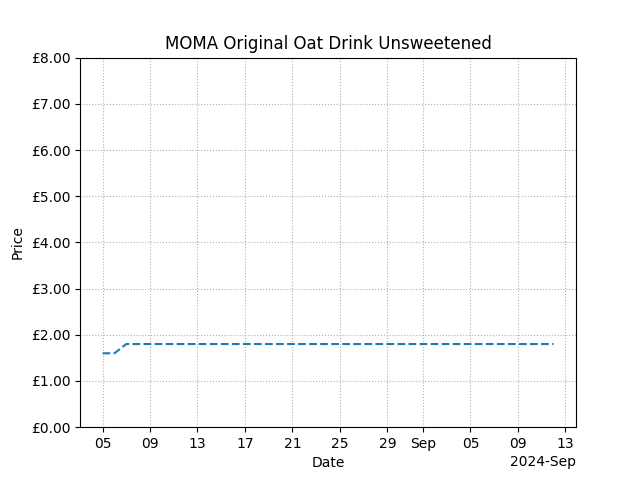 MOMA Original Oat Drink Unsweetened
£8.00
£7.00
£6.00
£5.00
£4.00
£3.00
£2.00
£1.00
£0.00
Price
05 09 13 17 21 25 29 Sep 05 09 13
Date
2024-Sep